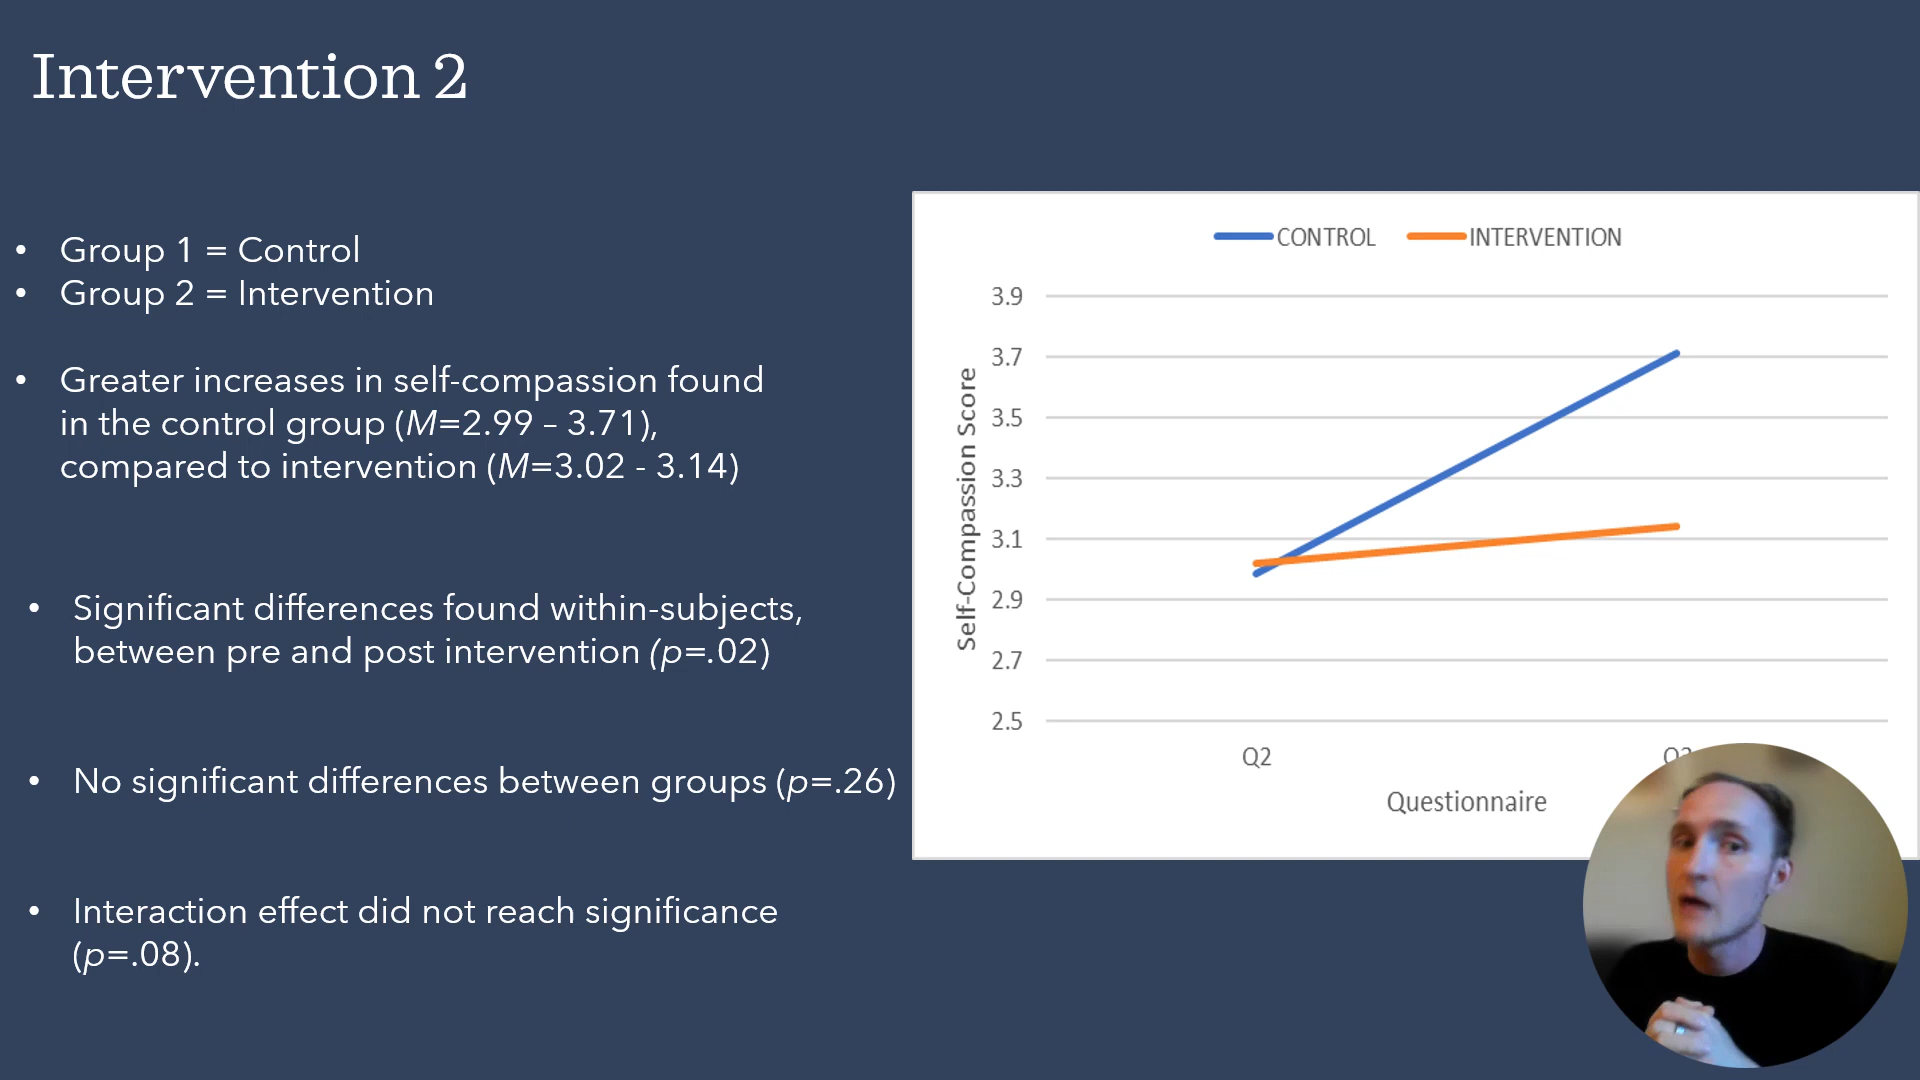 Intervention 2
• Group 1 = Control
• Group 2 = Intervention
• Greater increases in self-compassion found
in the control group (M=2.99 – 3.71),
compared to intervention (M=3.02 - 3.14)
• Significant differences found within-subjects,
between pre and post intervention (p=.02)
• No significant differences between groups (p=.26)
• Interaction effect did not reach significance
(p=.08).
CONTROL INTERVENTION
Self-Compassion Score
3.9
3.7
3.5
3.3
3.1
2.9
2.7
2.5
Q2
Questionnaire